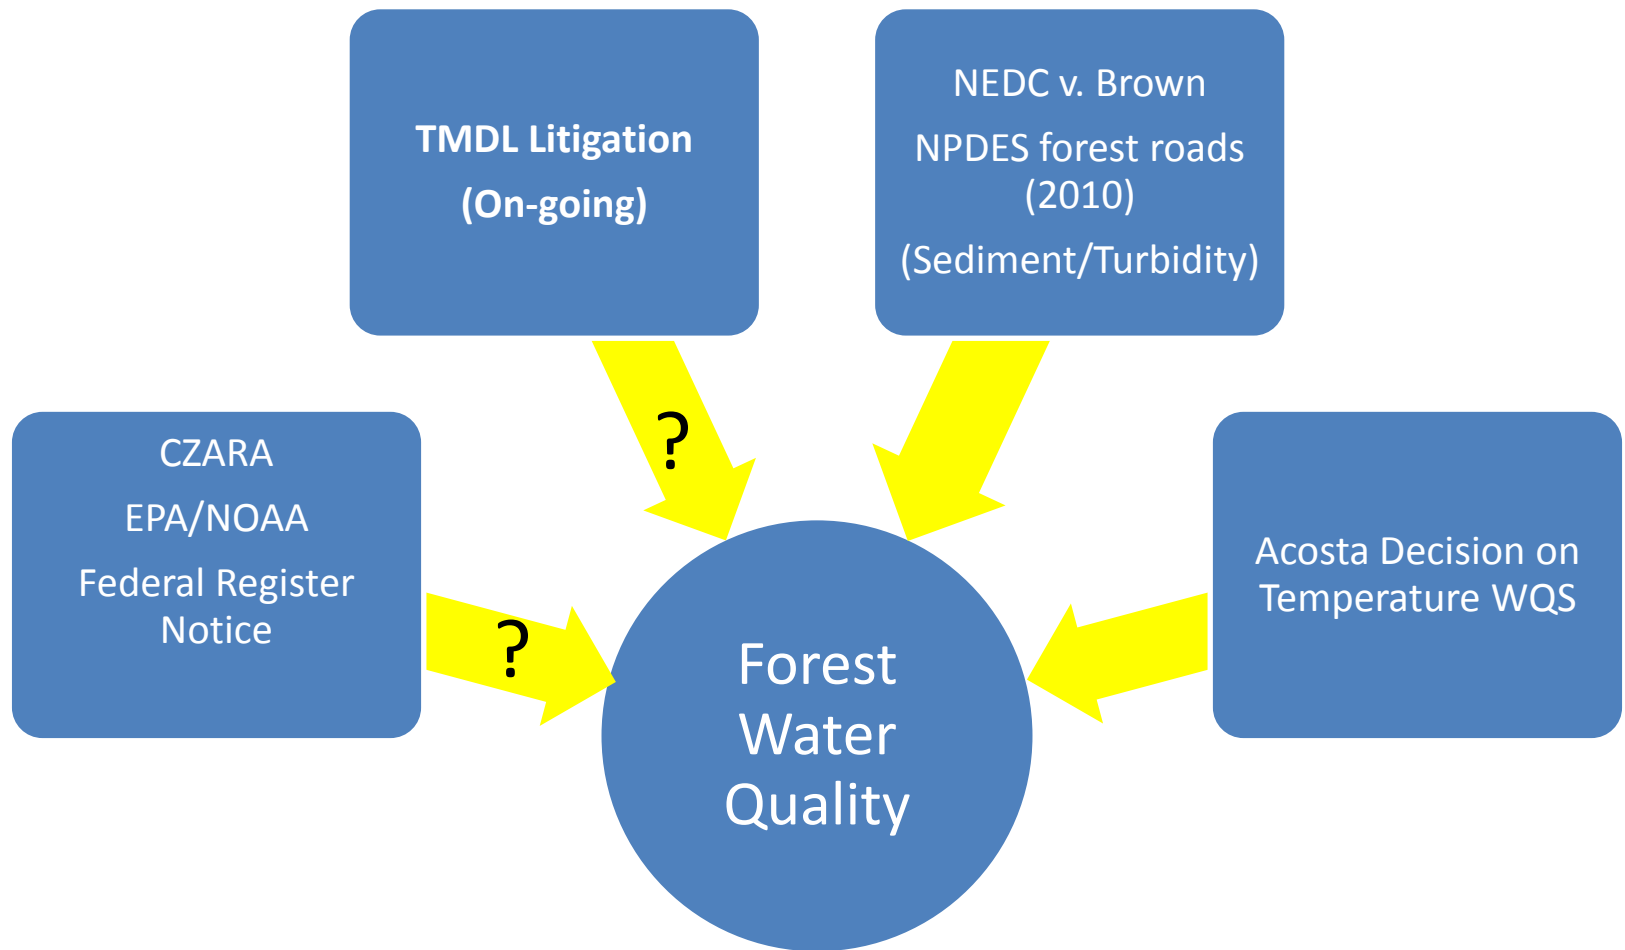 TMDL Litigation
(On-going)
NEDC v. Brown
NPDES forest roads
(2010)
(Sediment/Turbidity)
CZARA
EPA/NOAA
Federal Register
Notice
?
?
Acosta Decision on
Temperature WQS
Forest
Water
Quality